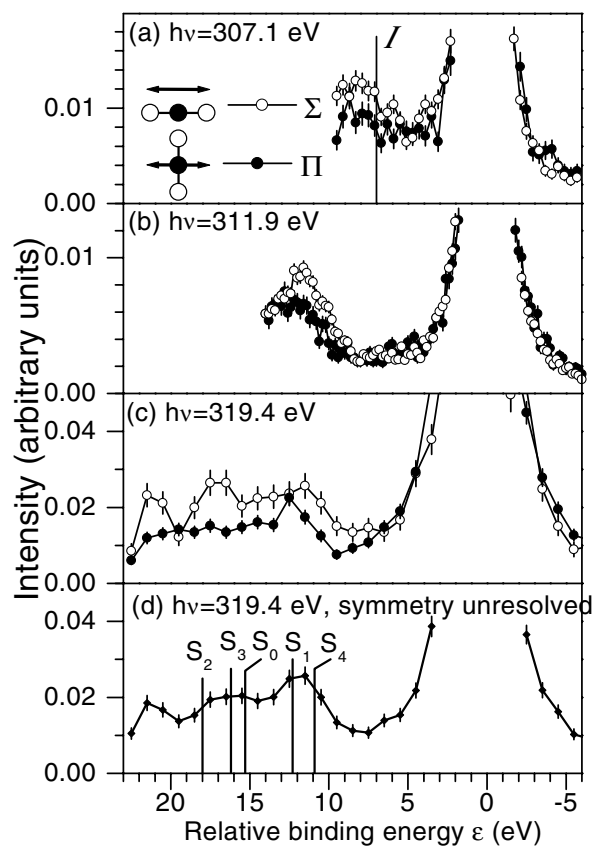 (a) hν=307.1 eV
I
0.01
Σ
Π
0.00
(b) hν=311.9 eV
0.01
0.00
(c) hν=319.4 eV
0.04
0.02
0.00
(d) hν=319.4 eV, symmetry unresolved
0.04
S2 S3 S0 S1 S4
0.02
0.00
20 15 10 5 0 -5
Relative binding energy ε (eV)
Intensity (arbitrary units)